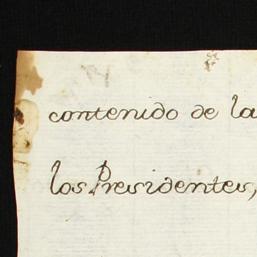 contenido de la
los Presidentes,